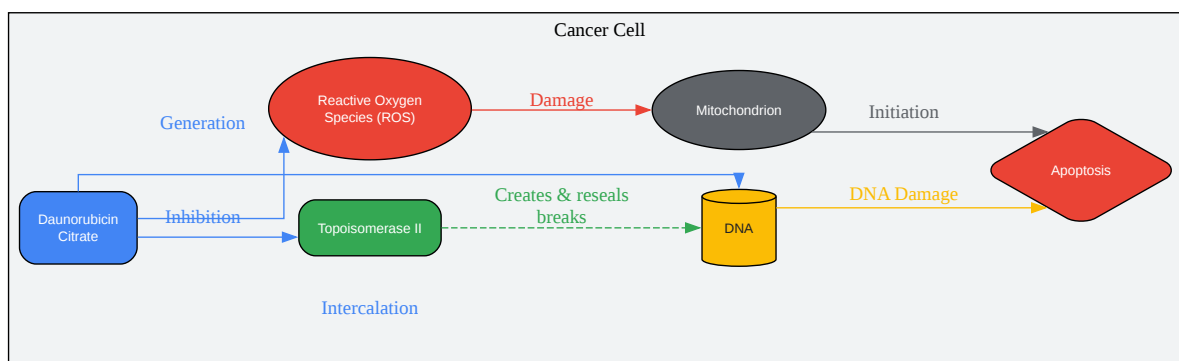 Cancer Cell
Reactive Oxygen
Species (ROS)
Damage
Mitochondrion
Initiation
Generation
Apoptosis
Daunorubicin
Citrate
Inhibition
Topoisomerase II
Creates & reseals
breaks
DNA
DNA Damage
Intercalation